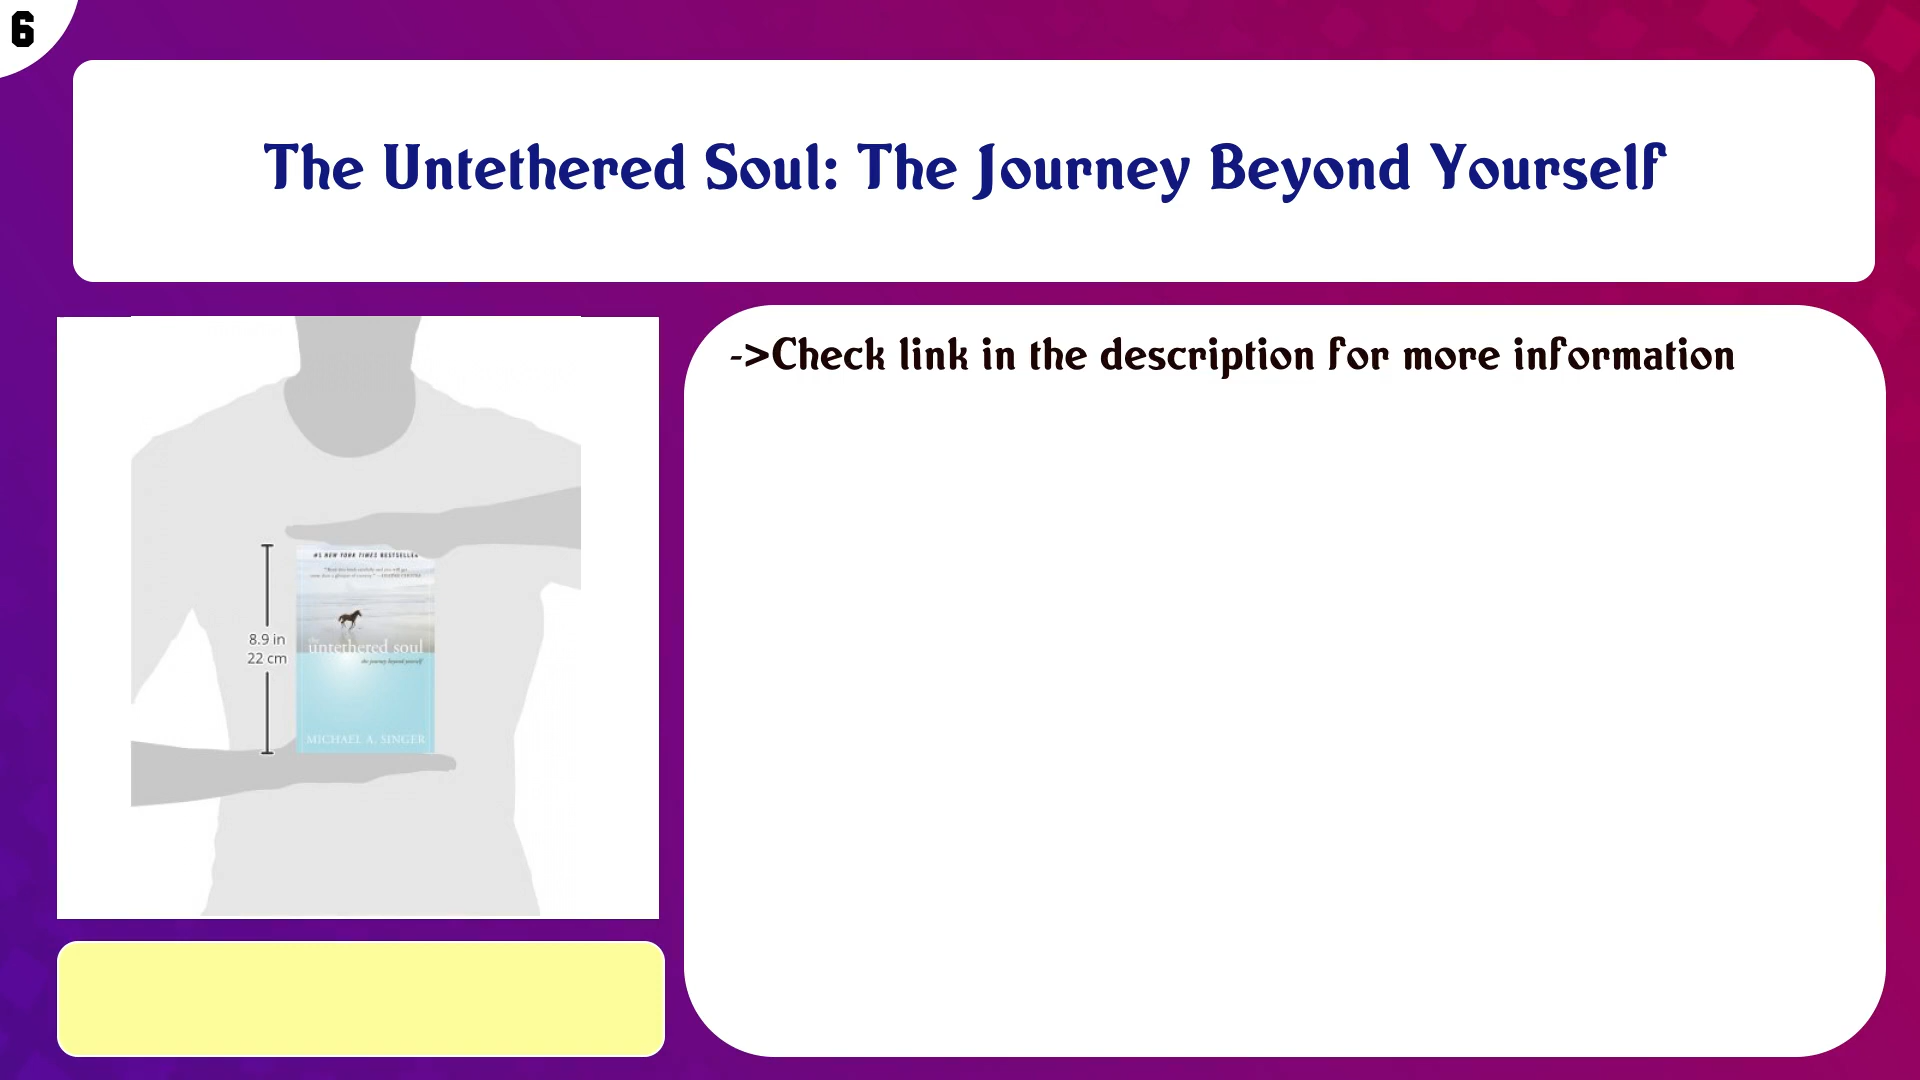 6
The Untethered Soul: The Journey Beyond Yourself
->Check link in the description for more information
#1 NEW YORK TIMES BESTSELLER
8.9 in
22 cm
the
untethered soul
the journey beyond yourself
MICHAEL A. SINGER